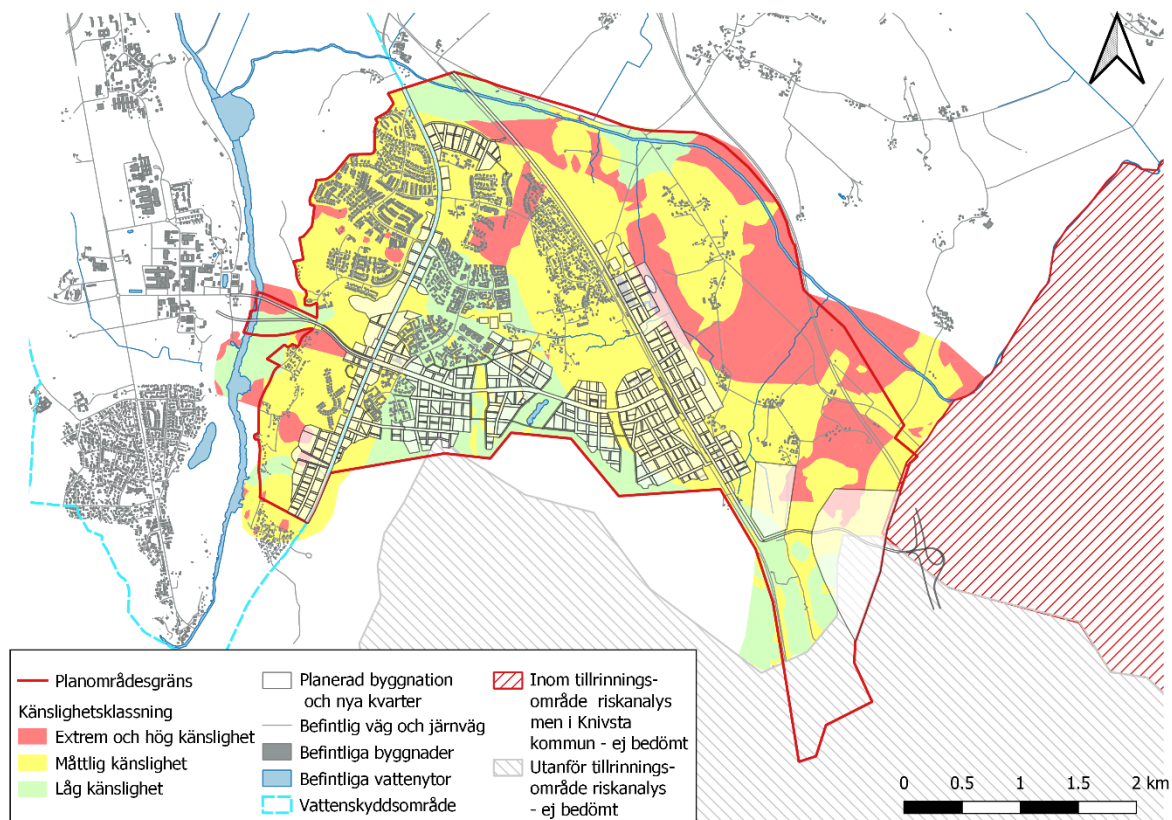 Planområdesgräns
Känslighetsklassning
Extrem och hög känslighet
Måttlig känslighet
Låg känslighet
Planerad byggnation
och nya kvarter
Befintlig väg och järnväg
Befintliga byggnader
Befintliga vattenytor
Vattenskyddsområde
Inom tillrinnings-
område riskanalys
men i Knivsta
kommun - ej bedömt
Utanför tillrinnings-
område riskanalys
- ej bedömt
0 0.5 1 1.5 2 km